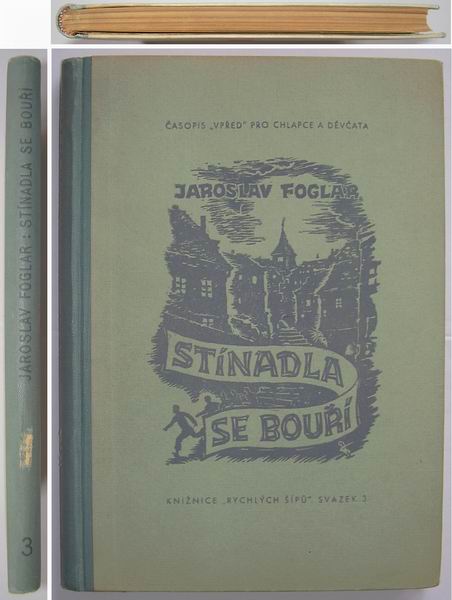 JAROSLAV FOGLAR : STÍNADLA SE BOUŘÍ
3
ČASOPIS „VPŘED" PRO CHLAPCE A DĚVČATA
JAROSLAV FOGLAR
STÍNADLA
SE BOUŘÍ
KNIŽNICE „RYCHLÝCH ŠÍPŮ" SVAZEK 3